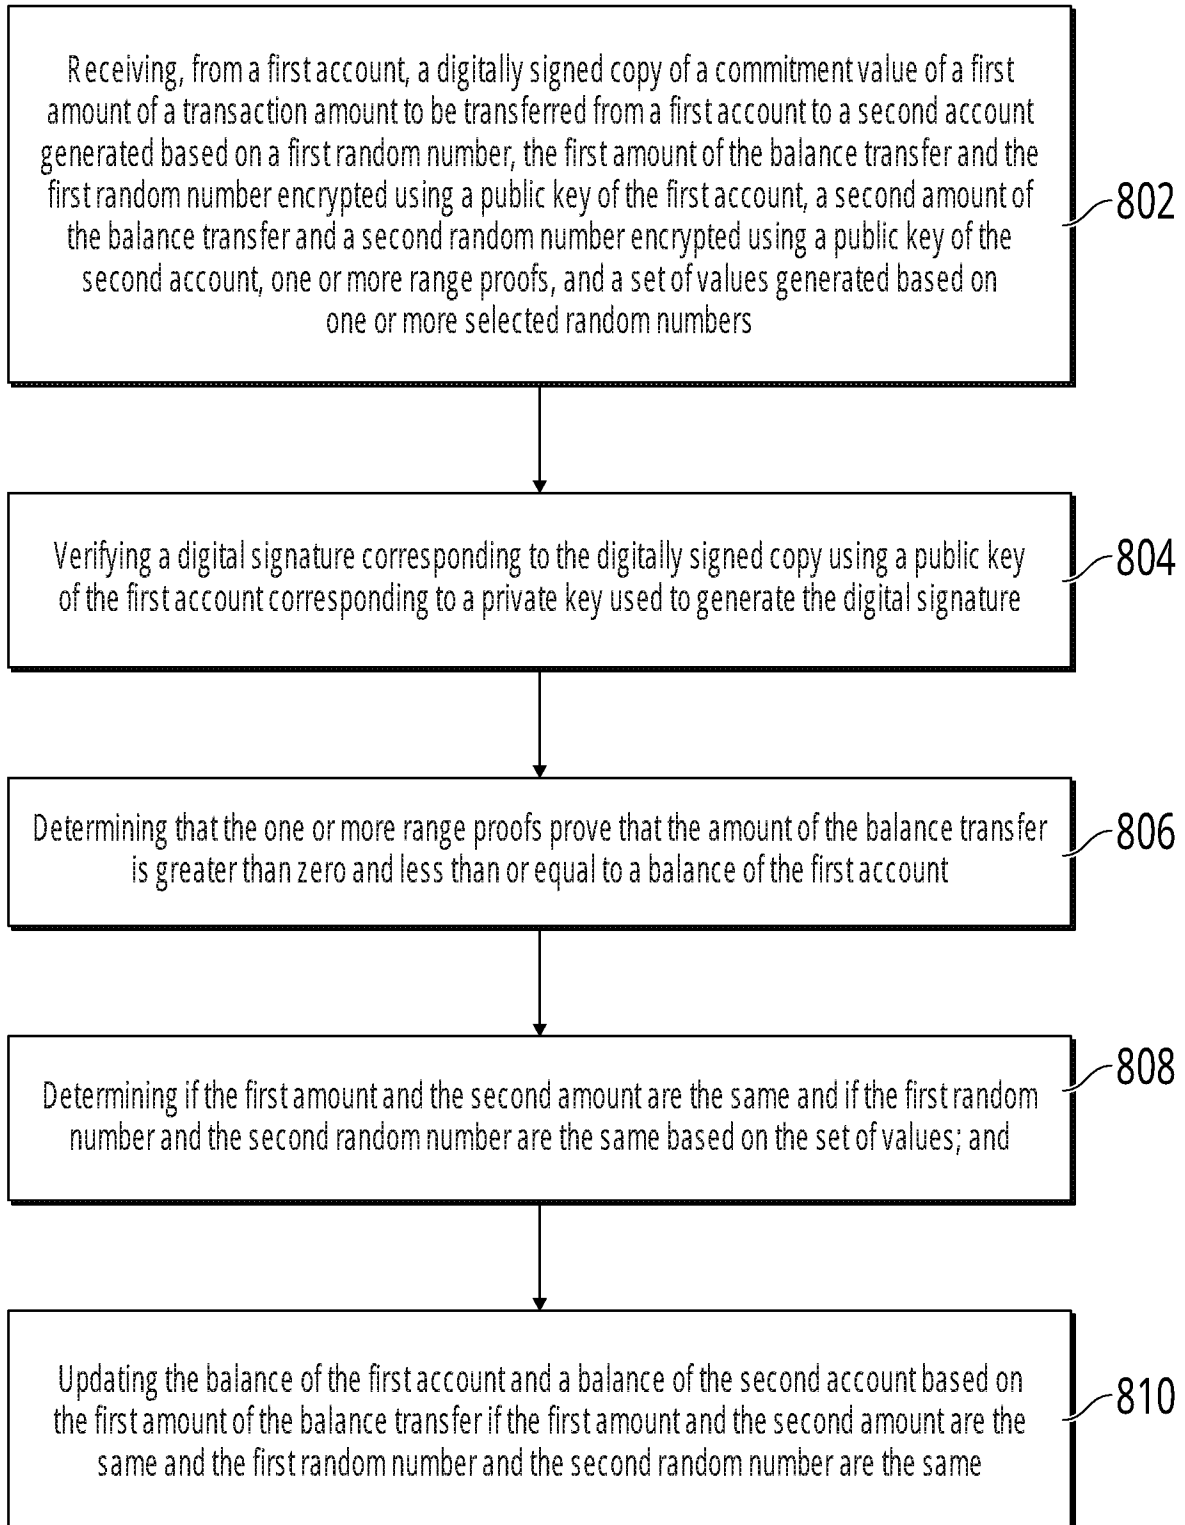 Receiving, from a first account, a digitally signed copy of a commitment value of a first
amount of a transaction amount to be transferred from a first account to a second account
generated based on a first random number, the first amount of the balance transfer and the
first random number encrypted using a public key of the first account, a second amount of
the balance transfer and a second random number encrypted using a public key of the
second account, one or more range proofs, and a set of values generated based on
one or more selected random numbers
802
Verifying a digital signature corresponding to the digitally signed copy using a public key
of the first account corresponding to a private key used to generate the digital signature
804
Determining that the one or more range proofs prove that the amount of the balance transfer
is greater than zero and less than or equal to a balance of the first account
806
Determining if the first amount and the second amount are the same and if the first random
number and the second random number are the same based on the set of values; and
808
Updating the balance of the first account and a balance of the second account based on
the first amount of the balance transfer if the first amount and the second amount are the
same and the first random number and the second random number are the same
810